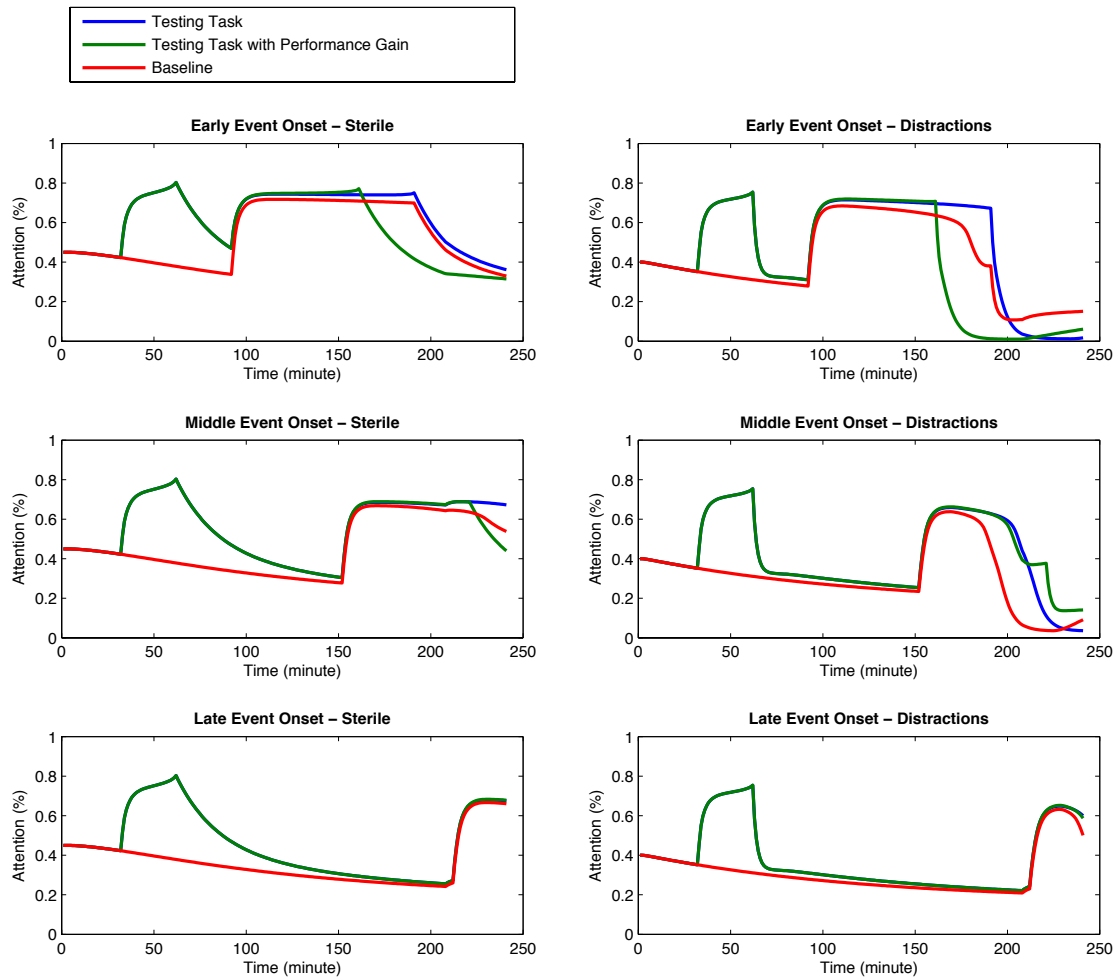 Testing Task
Testing Task with Performance Gain
Baseline
Early Event Onset – Sterile
Attention (%)
1
0.8
0.6
0.4
0.2
0
0 50 100 150 200 250
Time (minute)
Early Event Onset – Distractions
Attention (%)
1
0.8
0.6
0.4
0.2
0
0 50 100 150 200 250
Time (minute)
Middle Event Onset – Sterile
Attention (%)
1
0.8
0.6
0.4
0.2
0
0 50 100 150 200 250
Time (minute)
Middle Event Onset – Distractions
Attention (%)
1
0.8
0.6
0.4
0.2
0
0 50 100 150 200 250
Time (minute)
Late Event Onset – Sterile
Attention (%)
1
0.8
0.6
0.4
0.2
0
0 50 100 150 200 250
Time (minute)
Late Event Onset – Distractions
Attention (%)
1
0.8
0.6
0.4
0.2
0
0 50 100 150 200 250
Time (minute)